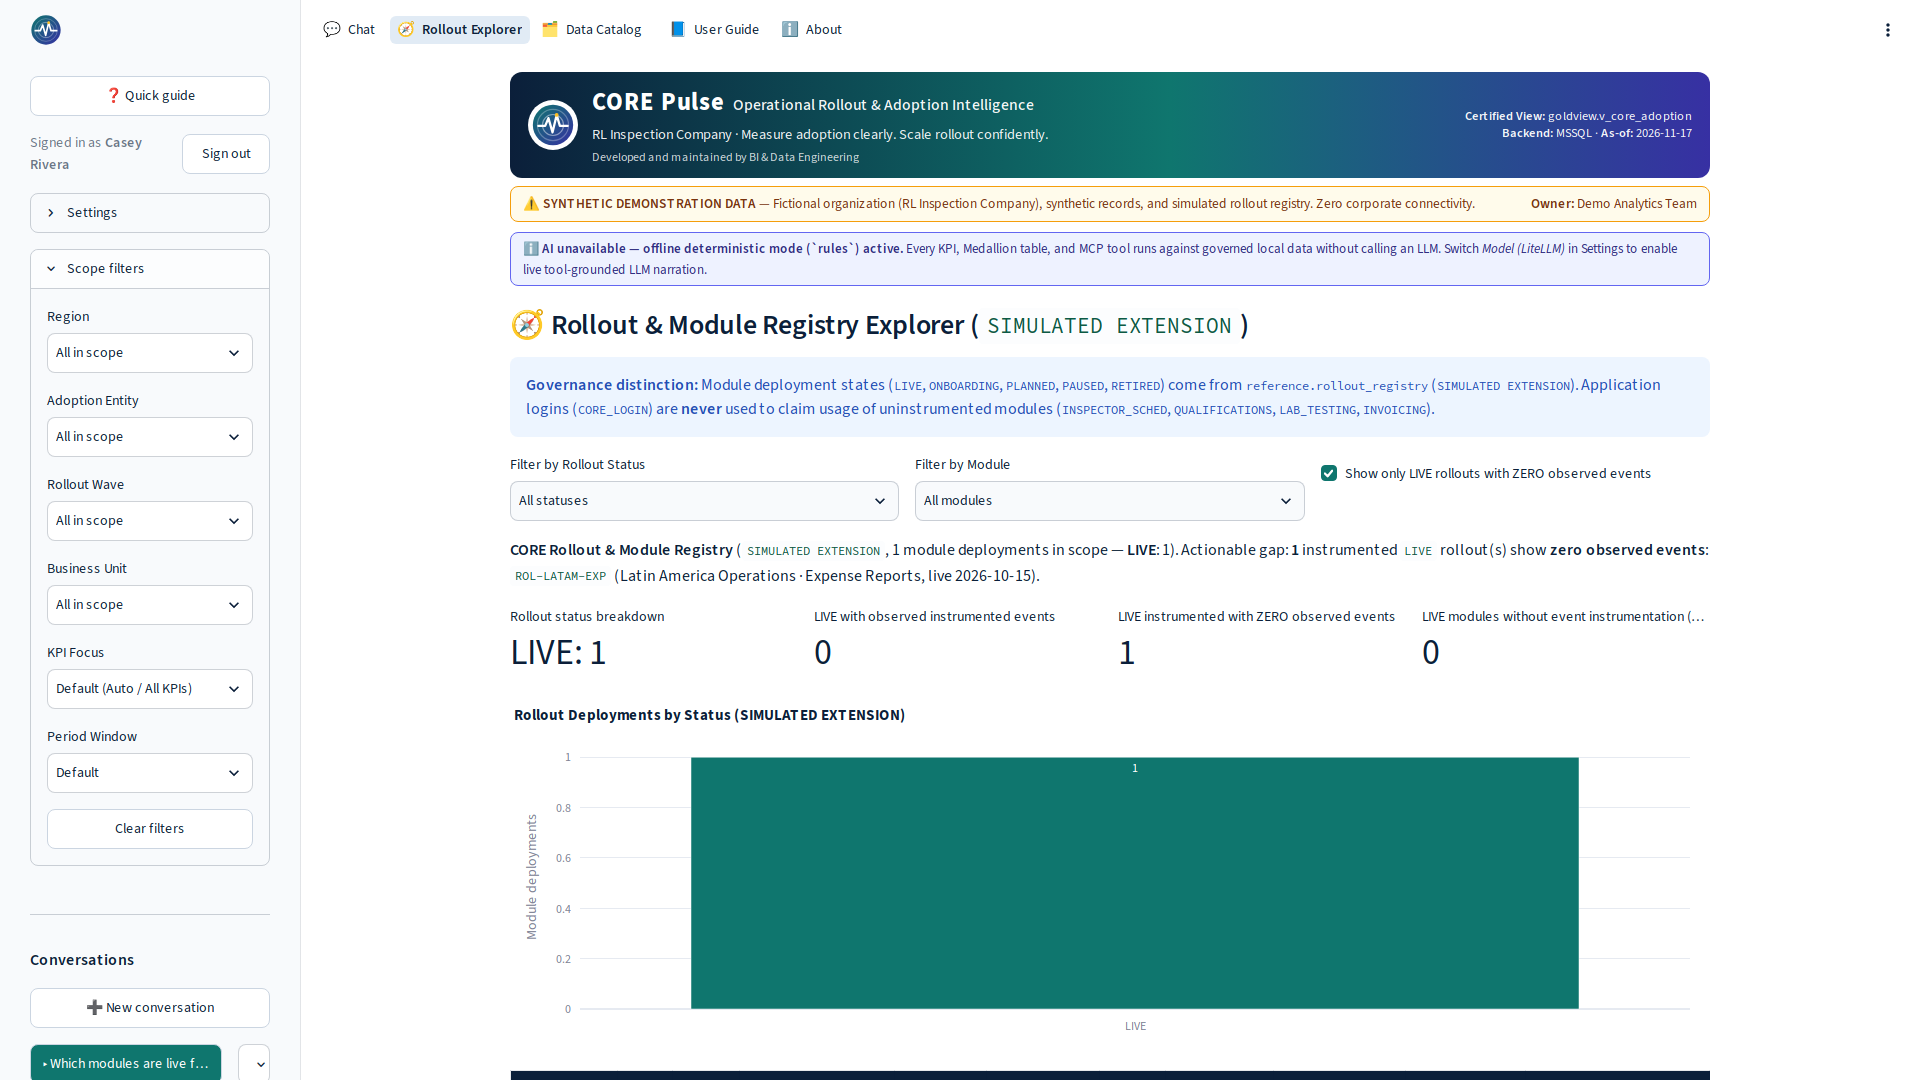 💬 Chat
🧭 Rollout Explorer
🗂️ Data Catalog
📘 User Guide
ℹ️ About
❓ Quick guide
Signed in as Casey
Rivera
Sign out
Settings
Scope filters
Region
All in scope
Adoption Entity
All in scope
Rollout Wave
All in scope
Business Unit
All in scope
KPI Focus
Default (Auto / All KPIs)
Period Window
Default
Clear filters
Conversations
➕ New conversation
‣ Which modules are live f…
CORE Pulse Operational Rollout & Adoption Intelligence
RL Inspection Company · Measure adoption clearly. Scale rollout confidently.
Developed and maintained by BI & Data Engineering
Certified View: goldview.v_core_adoption
Backend: MSSQL · As-of: 2026-11-17
⚠️ SYNTHETIC DEMONSTRATION DATA — Fictional organization (RL Inspection Company), synthetic records, and simulated rollout registry. Zero corporate connectivity.
Owner: Demo Analytics Team
ℹ️ AI unavailable — offline deterministic mode (`rules`) active. Every KPI, Medallion table, and MCP tool runs against governed local data without calling an LLM. Switch Model (LiteLLM) in Settings to enable
live tool-grounded LLM narration.
🧭 Rollout & Module Registry Explorer ( SIMULATED EXTENSION )
Governance distinction: Module deployment states (LIVE, ONBOARDING, PLANNED, PAUSED, RETIRED) come from reference.rollout_registry (SIMULATED EXTENSION). Application
logins (CORE_LOGIN) are never used to claim usage of uninstrumented modules (INSPECTOR_SCHED, QUALIFICATIONS, LAB_TESTING, INVOICING).
Filter by Rollout Status
All statuses
Filter by Module
All modules
Show only LIVE rollouts with ZERO observed events
CORE Rollout & Module Registry ( SIMULATED EXTENSION , 1 module deployments in scope — LIVE: 1). Actionable gap: 1 instrumented LIVE rollout(s) show zero observed events:
ROL-LATAM-EXP (Latin America Operations · Expense Reports, live 2026-10-15).
Rollout status breakdown
LIVE: 1
LIVE with observed instrumented events
0
LIVE instrumented with ZERO observed events
1
LIVE modules without event instrumentation (…
0
Rollout Deployments by Status (SIMULATED EXTENSION)
Module deployments
1
0.8
0.6
0.4
0.2
0
1
LIVE